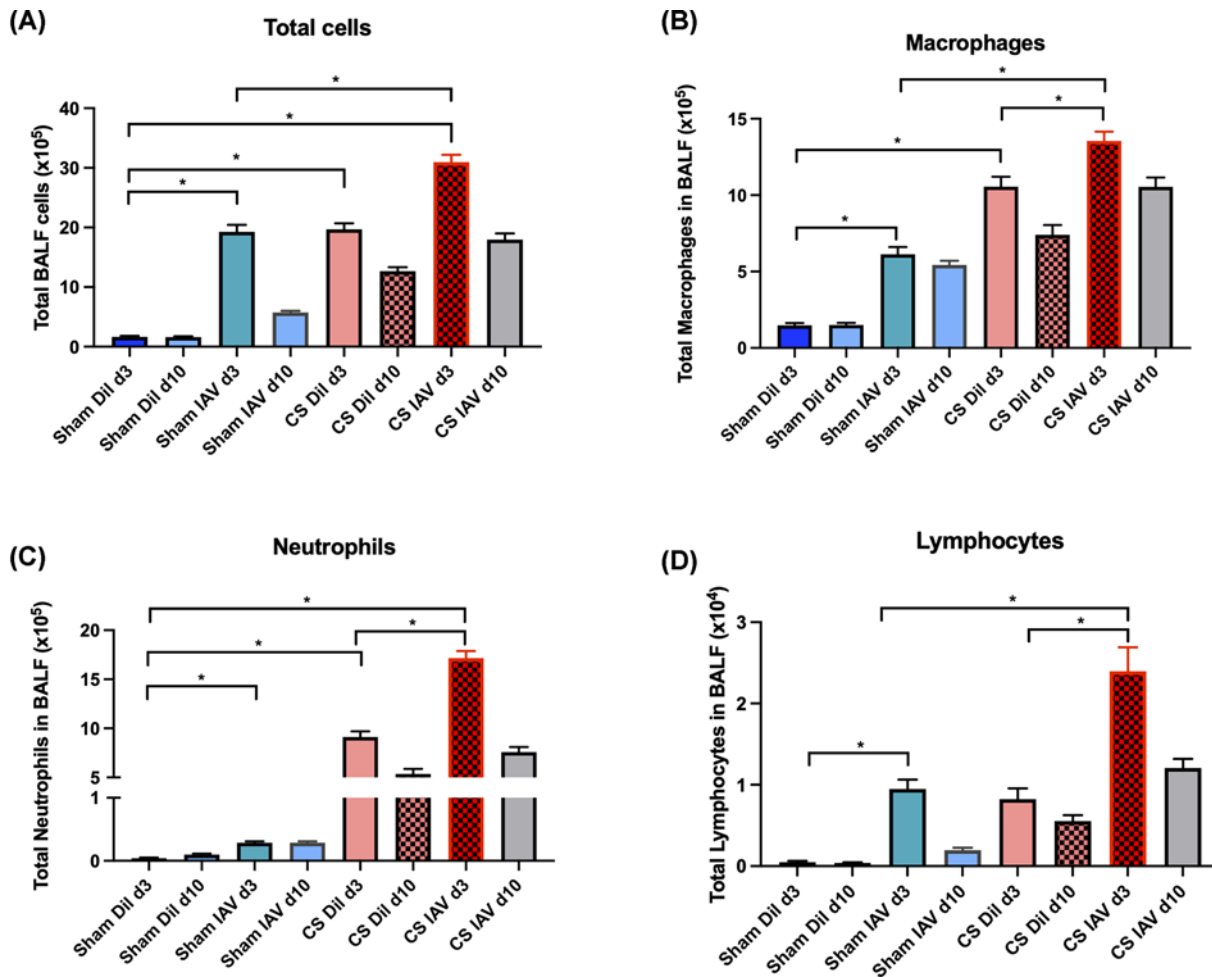 (A)
Total cells
*
*
*
*
Total BALF cells (x10⁵)
40
30
20
10
0
Sham Dil d3
Sham Dil d10
Sham IAV d3
Sham IAV d10
CS Dil d3
CS Dil d10
CS IAV d3
CS IAV d10
(B)
Macrophages
*
*
*
*
Total Macrophages in BALF (x10⁵)
15
10
5
0
Sham Dil d3
Sham Dil d10
Sham IAV d3
Sham IAV d10
CS Dil d3
CS Dil d10
CS IAV d3
CS IAV d10
(C)
Neutrophils
*
*
*
*
Total Neutrophils in BALF (x10⁵)
20
15
10
5
1
0
Sham Dil d3
Sham Dil d10
Sham IAV d3
Sham IAV d10
CS Dil d3
CS Dil d10
CS IAV d3
CS IAV d10
(D)
Lymphocytes
*
*
*
Total Lymphocytes in BALF (x10⁴)
3
2
1
0
Sham Dil d3
Sham Dil d10
Sham IAV d3
Sham IAV d10
CS Dil d3
CS Dil d10
CS IAV d3
CS IAV d10